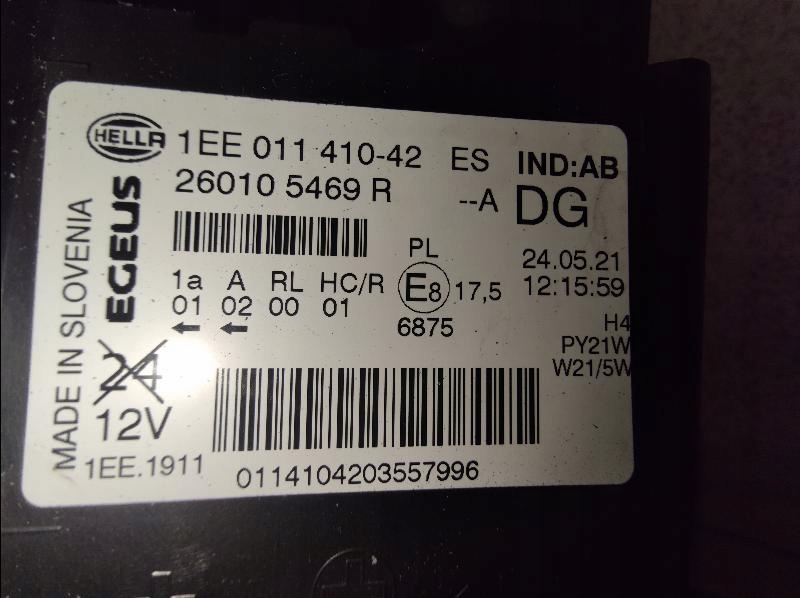 HELLA
1EE 011 410-42 ES IND:AB
26010 5469 R --A DG
EGEUS
MADE IN SLOVENIA
PL
24.05.21
12:15:59
1a A RL HC/R E8 17,5
01 02 00 01
← ←
6875
H4
PY21W
W21/5W
24
12V
1EE.1911
0114104203557996